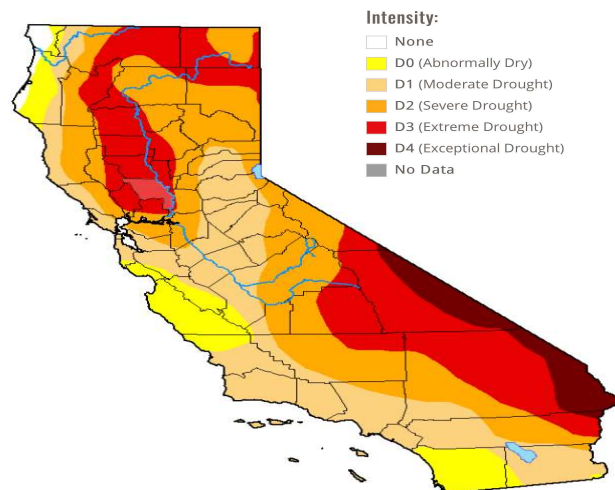 Intensity:
None
D0 (Abnormally Dry)
D1 (Moderate Drought)
D2 (Severe Drought)
D3 (Extreme Drought)
D4 (Exceptional Drought)
No Data